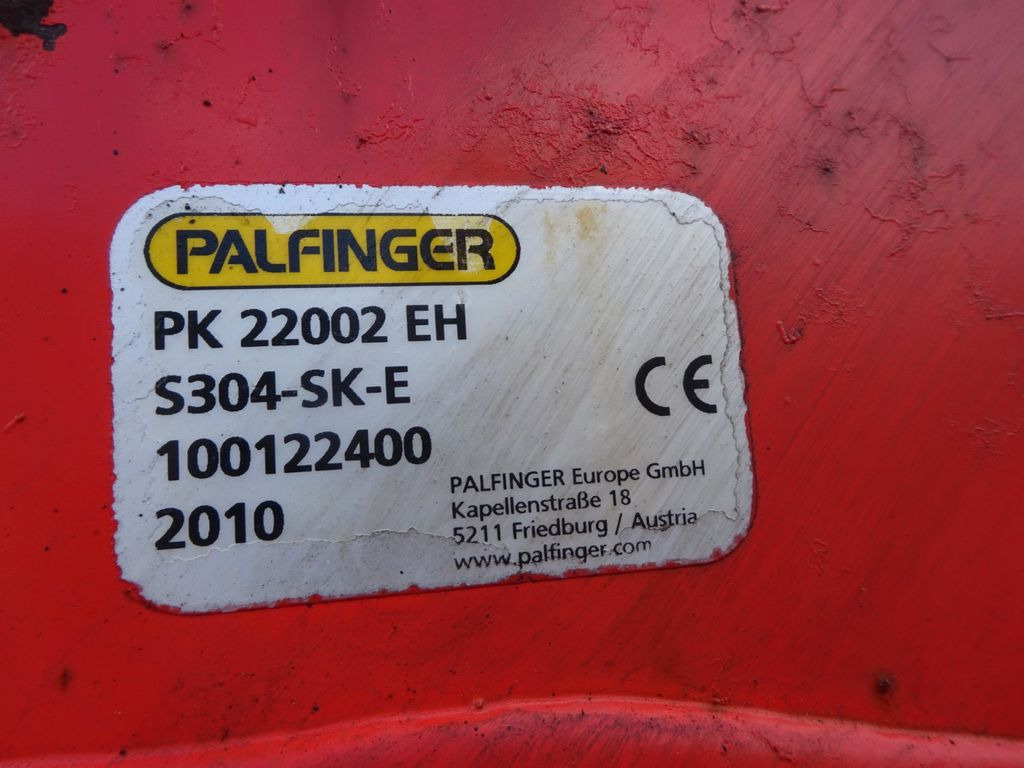 PALFINGER
PK 22002 EH
S304-SK-E
CE
100122400
2010
PALFINGER Europe GmbH
Kapellenstraße 18
5211 Friedburg / Austria
www.palfinger.com